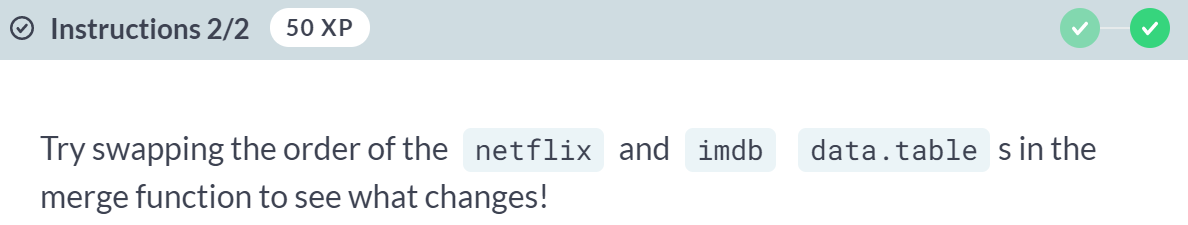 Instructions 2/2 50 XP
Try swapping the order of the netflix and imdb data.table s in the
merge function to see what changes!